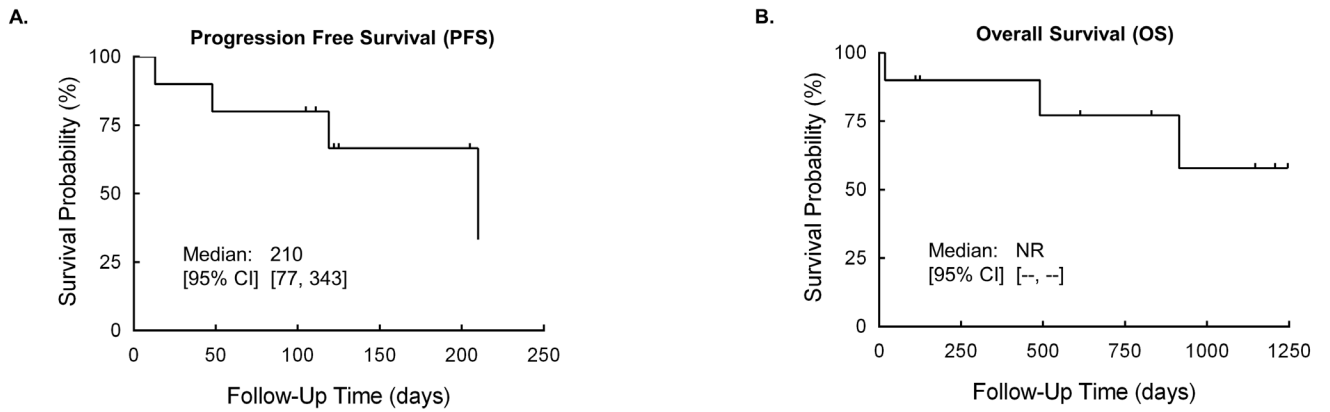 A.
Progression Free Survival (PFS)
Survival Probability (%)
100
75
50
25
0
Median: 210
[95% CI] [77, 343]
0 50 100 150 200 250
Follow-Up Time (days)
B.
Overall Survival (OS)
Survival Probability (%)
100
75
50
25
0
Median: NR
[95% CI] [--, --]
0 250 500 750 1000 1250
Follow-Up Time (days)